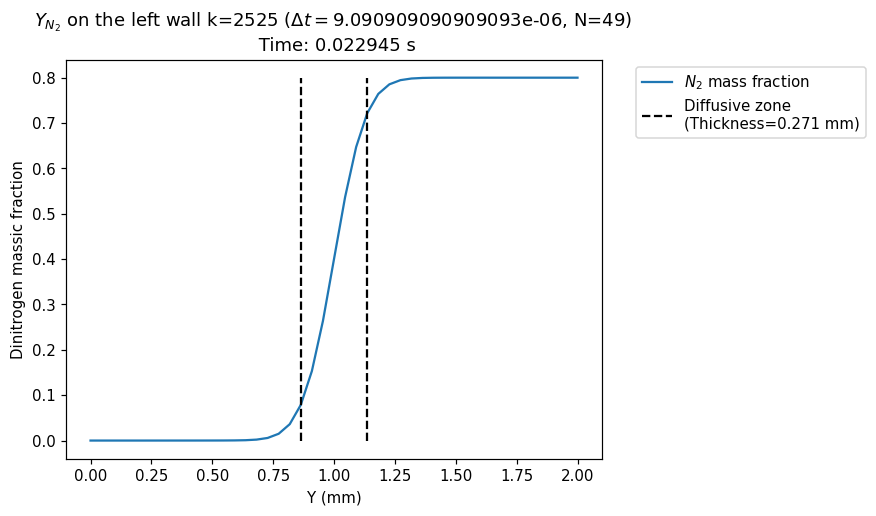 $Y_{N_2}$ on the left wall k=2525 ($\Delta t = 9.090909090909093$e-06, N=49)
Time: 0.022945 s
$N_2$ mass fraction
Diffusive zone
(Thickness=0.271 mm)
Dinitrogen massic fraction
0.8
0.7
0.6
0.5
0.4
0.3
0.2
0.1
0.0
0.00 0.25 0.50 0.75 1.00 1.25 1.50 1.75 2.00
Y (mm)